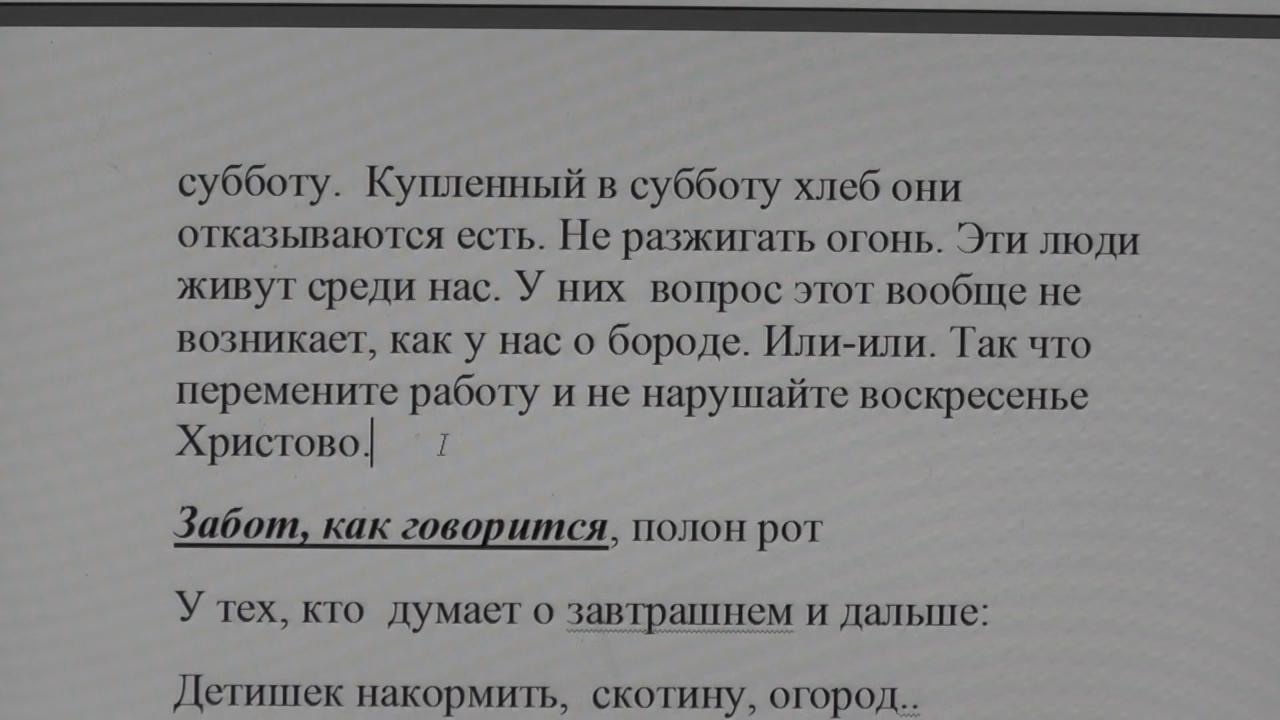 субботу.  Купленный в субботу хлеб они
отказываются есть. Не разжигать огонь. Эти люди
живут среди нас. У них  вопрос этот вообще не
возникает, как у нас о бороде. Или-или. Так что
перемените работу и не нарушайте воскресенье
Христово.
Забот, как говорится, полон рот
У тех, кто  думает о завтрашнем и дальше:
Детишек накормить,  скотину, огород..